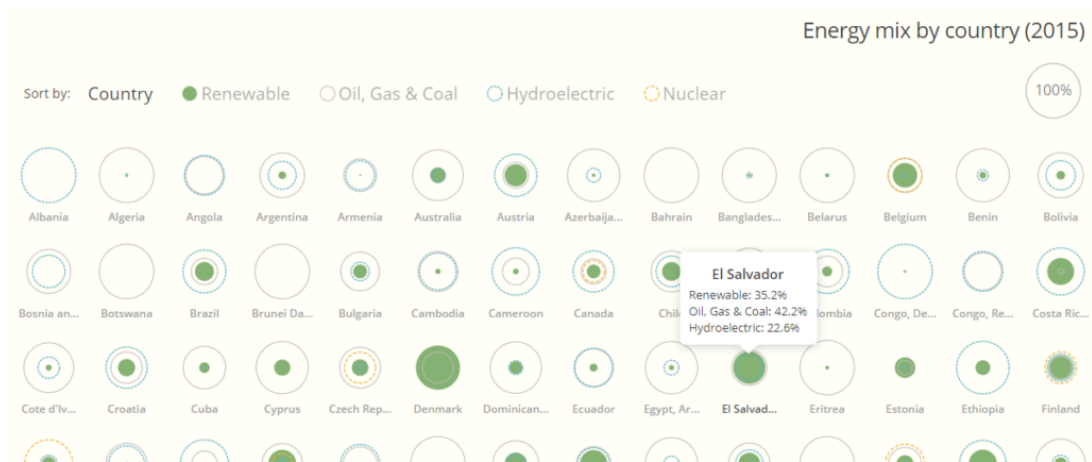 Energy mix by country (2015)
Sort by: Country Renewable Oil, Gas & Coal Hydroelectric Nuclear 100%
Albania Algeria Angola Argentina Armenia Australia Austria Azerbaija... Bahrain Banglades... Belarus Belgium Benin Bolivia
El Salvador
Renewable: 35.2%
Oil, Gas & Coal: 42.2%
Hydroelectric: 22.6%
Bosnia an... Botswana Brazil Brunei Da... Bulgaria Cambodia Cameroon Canada Chil lombia Congo, De... Congo, Re... Costa Ric...
Cote d'Iv... Croatia Cuba Cyprus Czech Rep... Denmark Dominican... Ecuador Egypt, Ar... El Salvad... Eritrea Estonia Ethiopia Finland